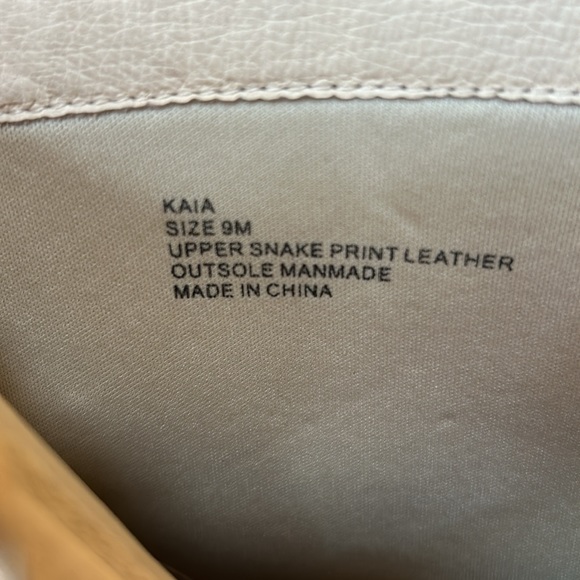 KAIA
SIZE 9M
UPPER SNAKE PRINT LEATHER
OUTSOLE MANMADE
MADE IN CHINA